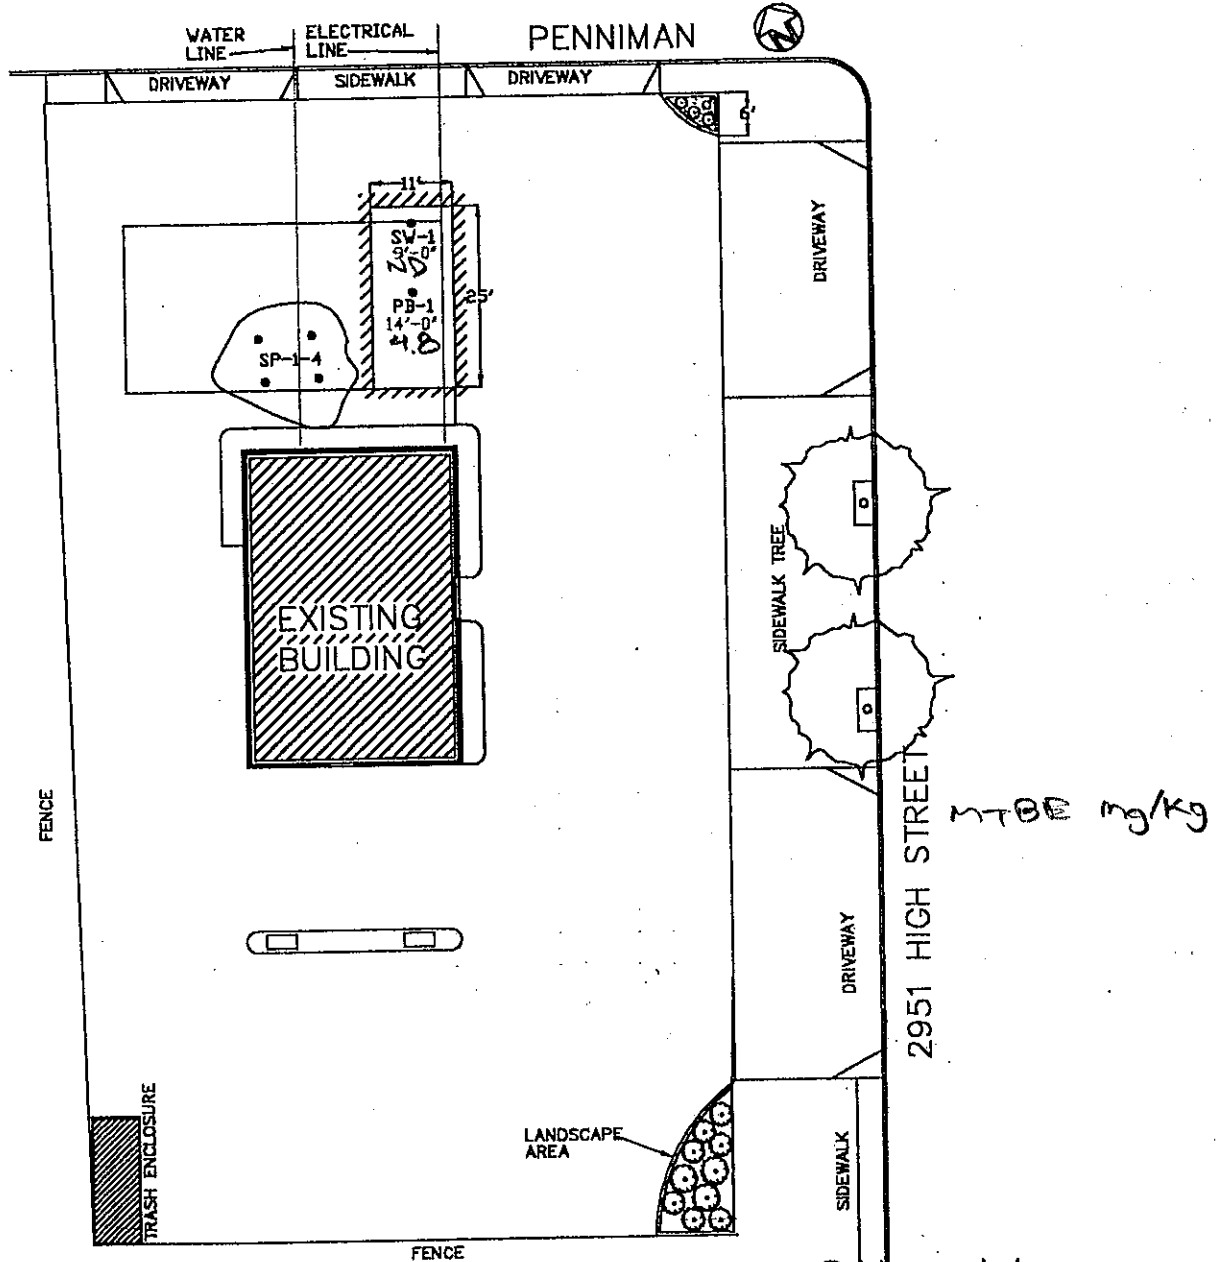 WATER
LINE
ELECTRICAL
LINE
PENNIMAN
N
DRIVEWAY
SIDEWALK
DRIVEWAY
6'
11'
SW-1
9'-0"
20
25'
PB-1
14'-0"
4.8
SP-1-4
DRIVEWAY
SIDEWALK TREE
EXISTING
BUILDING
FENCE
2951 HIGH STREET
MTBE mg/Kg
DRIVEWAY
TRASH ENCLOSURE
LANDSCAPE
AREA
SIDEWALK
FENCE